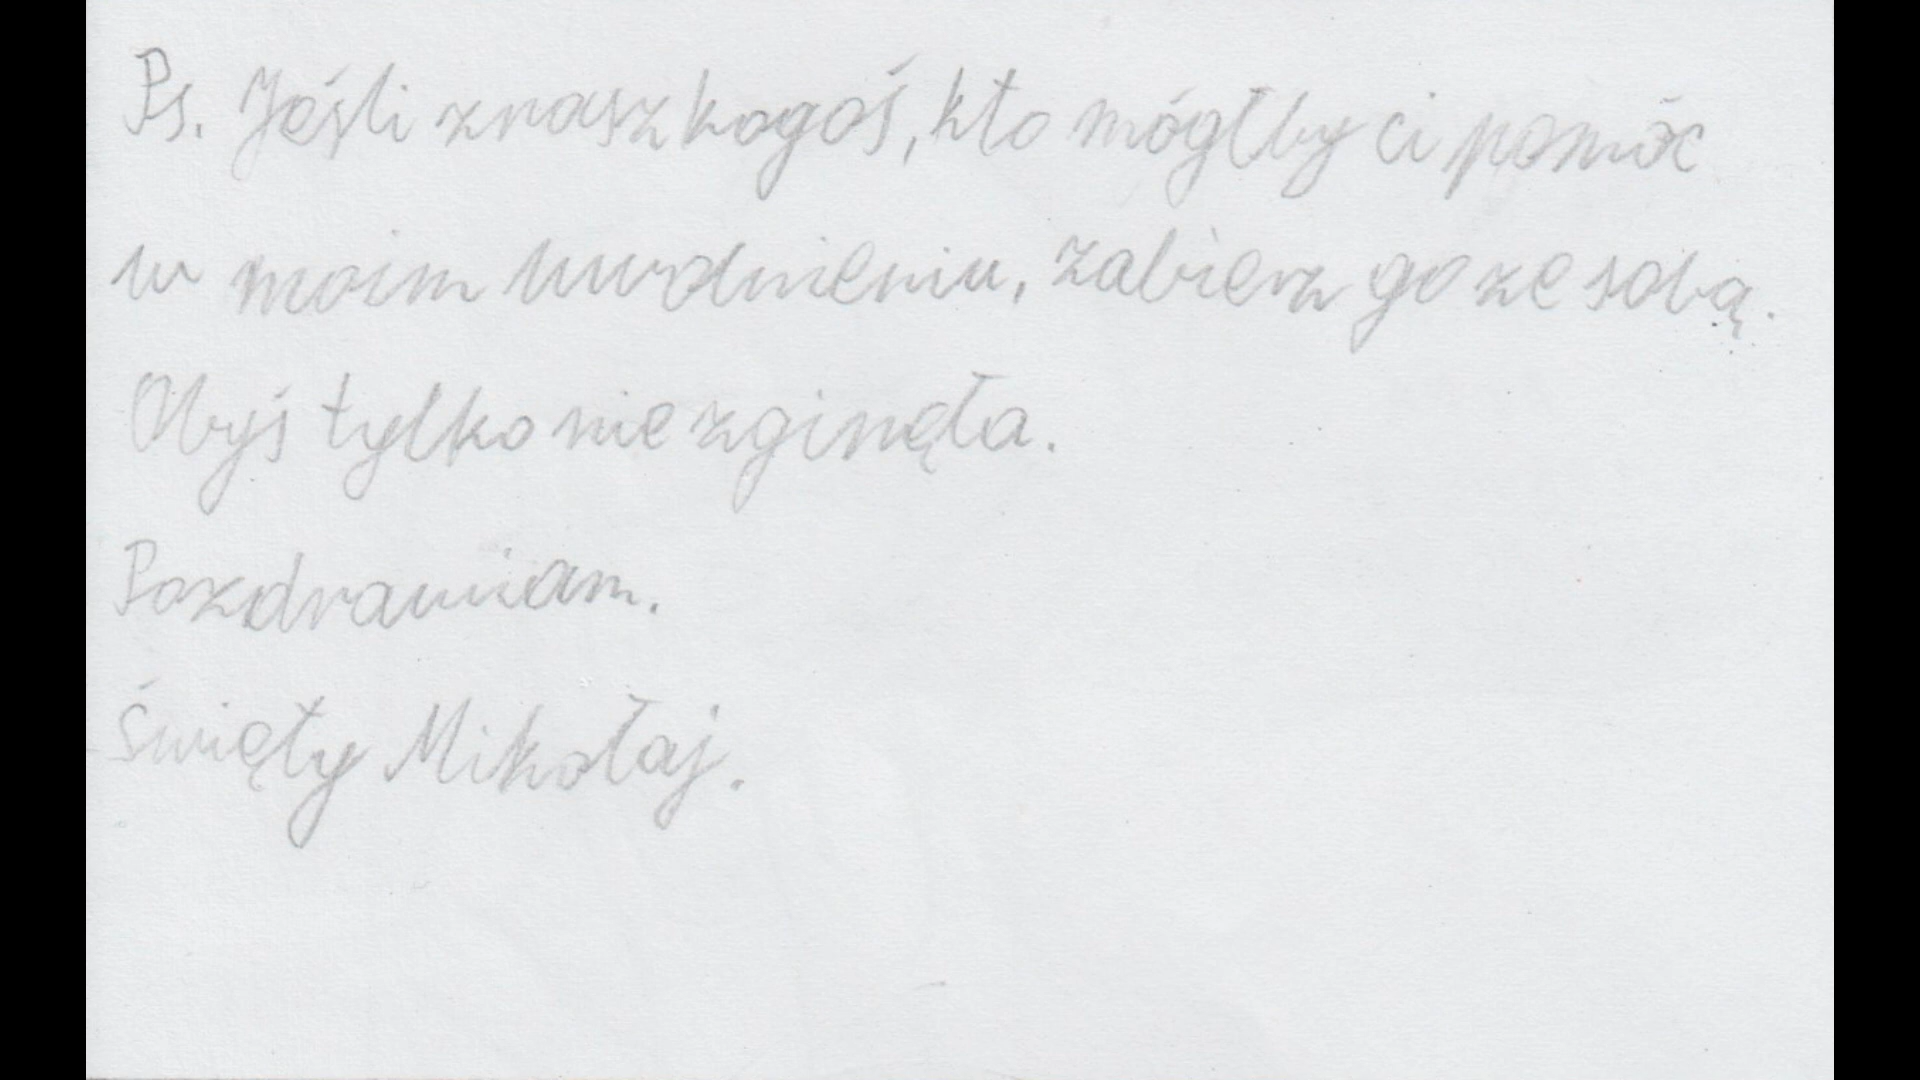 Ps. Jeśli znasz kogoś, kto mógłby ci pomóc
w moim uwolnieniu, zabierz go ze sobą.
Obyś tylko nie zginęła.
Pozdrawiam.
Święty Mikołaj.